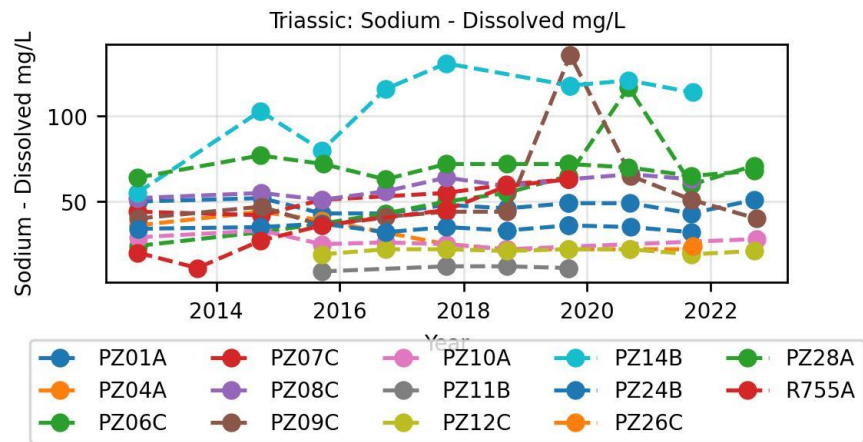 Triassic: Sodium - Dissolved mg/L
Sodium - Dissolved mg/L
100
50
2014 2016 2018 2020 2022
Year
PZ01A PZ07C PZ10A PZ14B PZ28A
PZ04A PZ08C PZ11B PZ24B R755A
PZ06C PZ09C PZ12C PZ26C